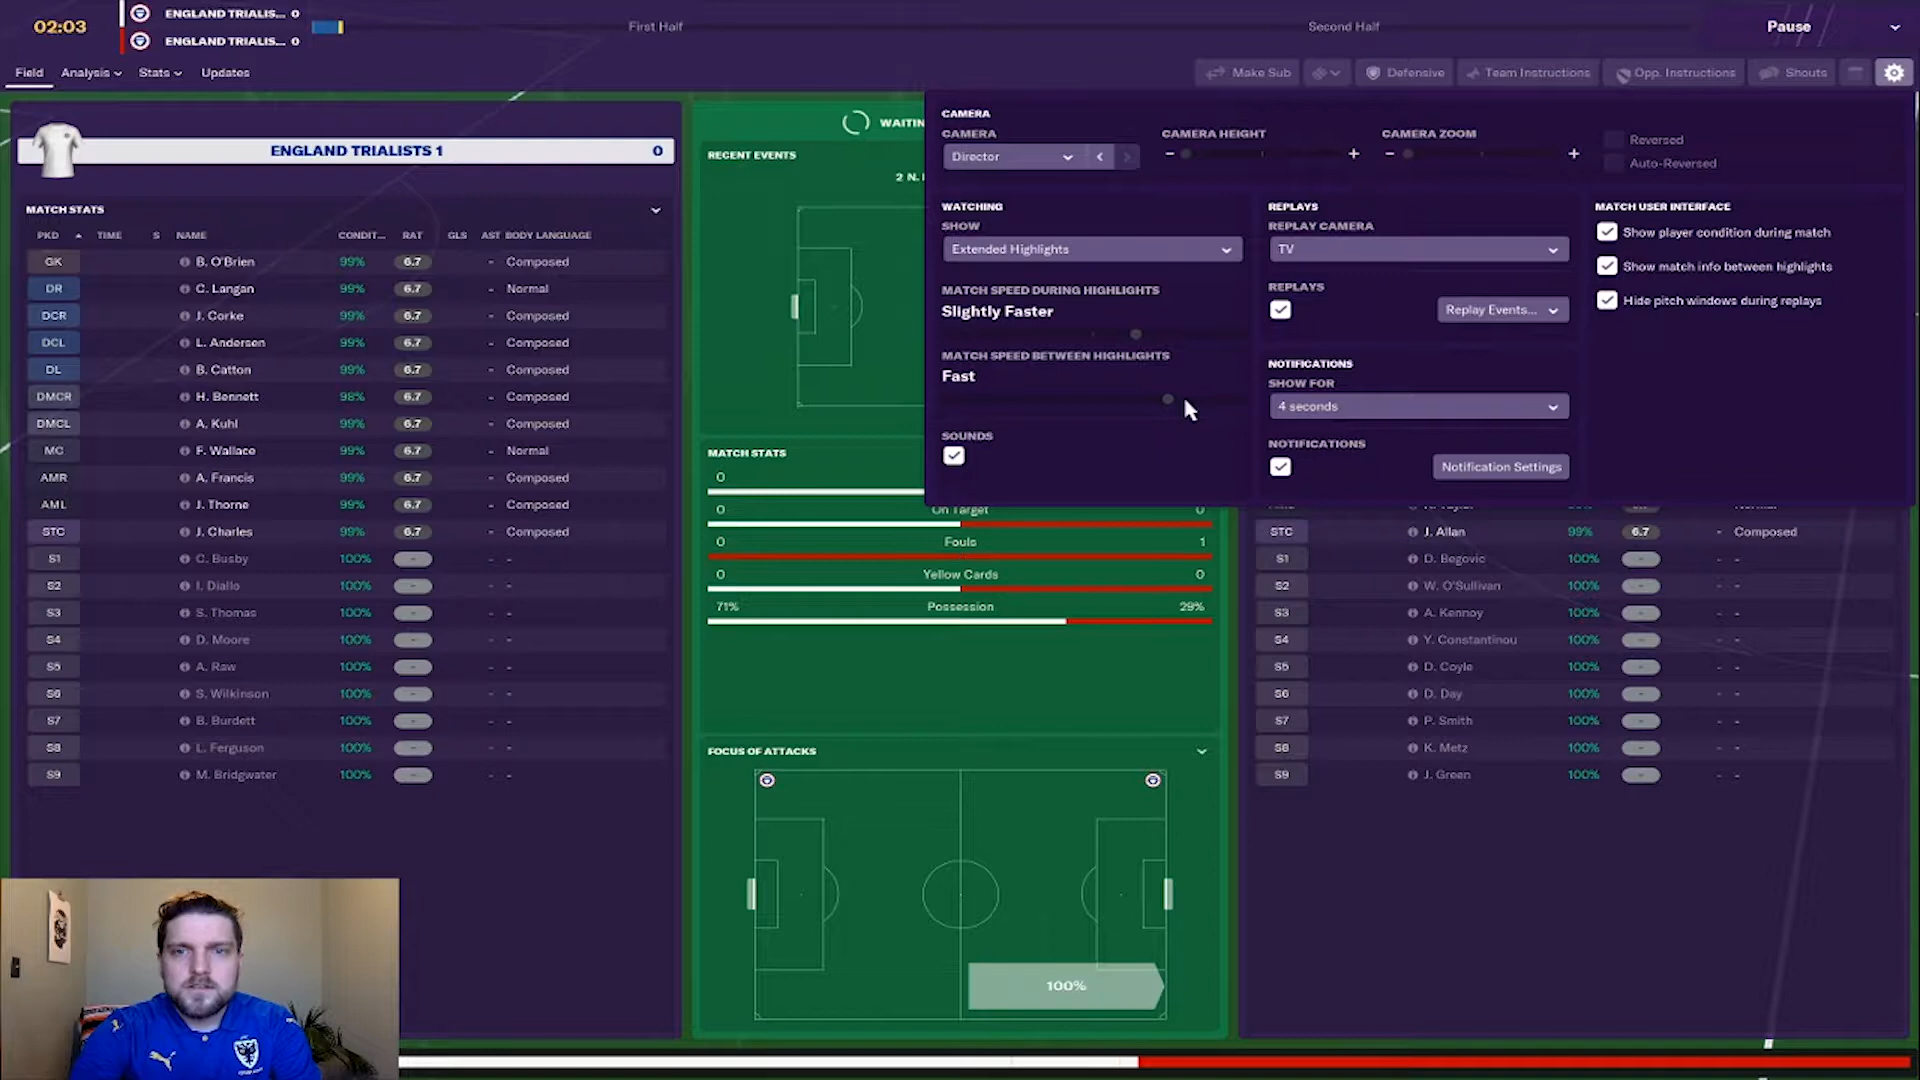 02:03
ENGLAND TRIALIS... 0
ENGLAND TRIALIS... 0
First Half
Second Half
Pause
Field
Analysis
Stats
Updates
Make Sub
Defensive
Team Instructions
Opp. Instructions
Shouts
ENGLAND TRIALISTS 1 0
MATCH STATS
PKD TIME S NAME CONDIT... RAT GLS AST BODY LANGUAGE
GK B. O'Brien 99% 6.7 - Composed
DR C. Langan 99% 6.7 - Normal
DCR J. Corke 99% 6.7 - Composed
DCL L. Andersen 99% 6.7 - Composed
DL B. Catton 99% 6.7 - Composed
DMCR H. Bennett 98% 6.7 - Composed
DMCL A. Kuhl 99% 6.7 - Composed
MC F. Wallace 99% 6.7 - Normal
AMR A. Francis 99% 6.7 - Composed
AML J. Thorne 99% 6.7 - Composed
STC J. Charles 99% 6.7 - Composed
S1 C. Busby 100% - - -
S2 I. Diallo 100% - - -
S3 S. Thomas 100% - - -
S4 D. Moore 100% - - -
S5 A. Raw 100% - - -
S6 S. Wilkinson 100% - - -
S7 B. Burdett 100% - - -
S8 L. Ferguson 100% - - -
S9 M. Bridgwater 100% - - -
WAITIN
RECENT EVENTS
2 N.
MATCH STATS
0
0 On Target 0
0 Fouls 1
0 Yellow Cards 0
71% Possession 29%
FOCUS OF ATTACKS
100%
CAMERA
CAMERA
Director
CAMERA HEIGHT
- +
CAMERA ZOOM
- +
Reversed
Auto-Reversed
WATCHING
SHOW
Extended Highlights
MATCH SPEED DURING HIGHLIGHTS
Slightly Faster
MATCH SPEED BETWEEN HIGHLIGHTS
Fast
SOUNDS
REPLAYS
REPLAY CAMERA
TV
REPLAYS
Replay Events...
NOTIFICATIONS
SHOW FOR
4 seconds
NOTIFICATIONS
Notification Settings
MATCH USER INTERFACE
Show player condition during match
Show match info between highlights
Hide pitch windows during replays
STC J. Allan 99% 6.7 - Composed
S1 D. Begovic 100% - - -
S2 W. O'Sullivan 100% - - -
S3 A. Kennoy 100% - - -
S4 Y. Constantinou 100% - - -
S5 D. Coyle 100% - - -
S6 D. Day 100% - - -
S7 P. Smith 100% - - -
S8 K. Metz 100% - - -
S9 J. Green 100% - - -